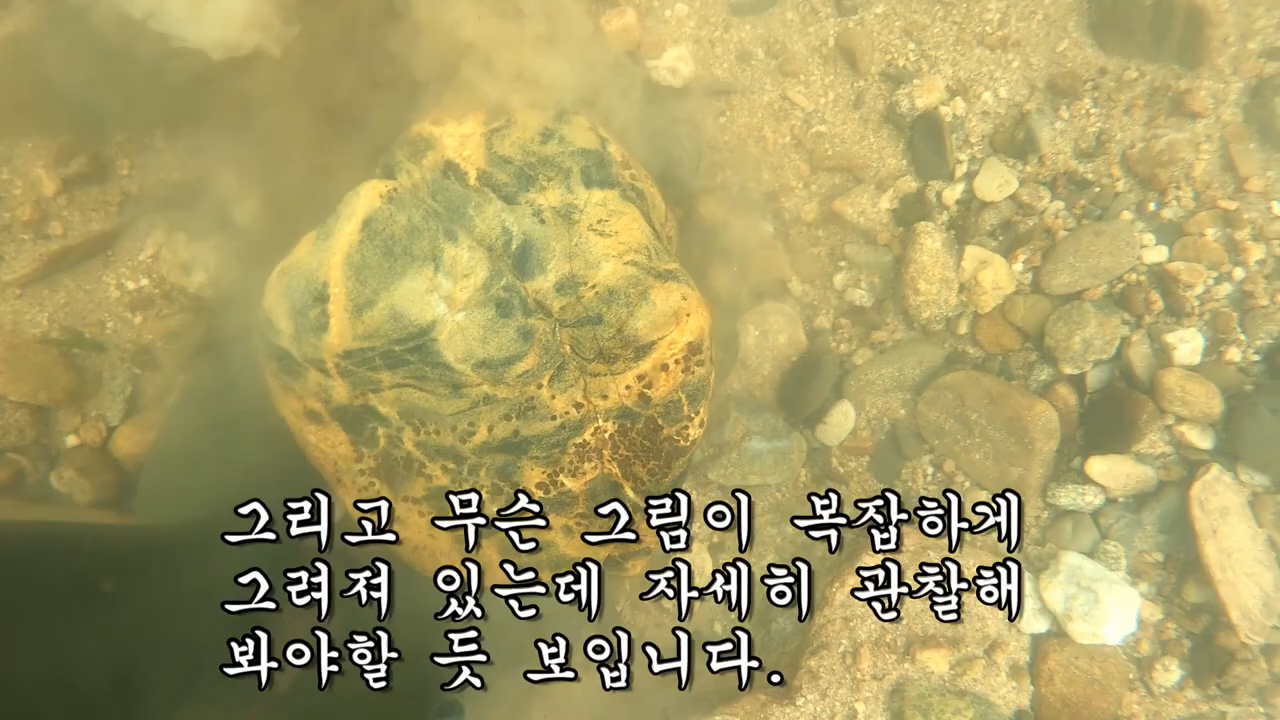 그리고 무슨 그림이 복잡하게
그려져 있는데 자세히 관찰해
봐야할 듯 보입니다.